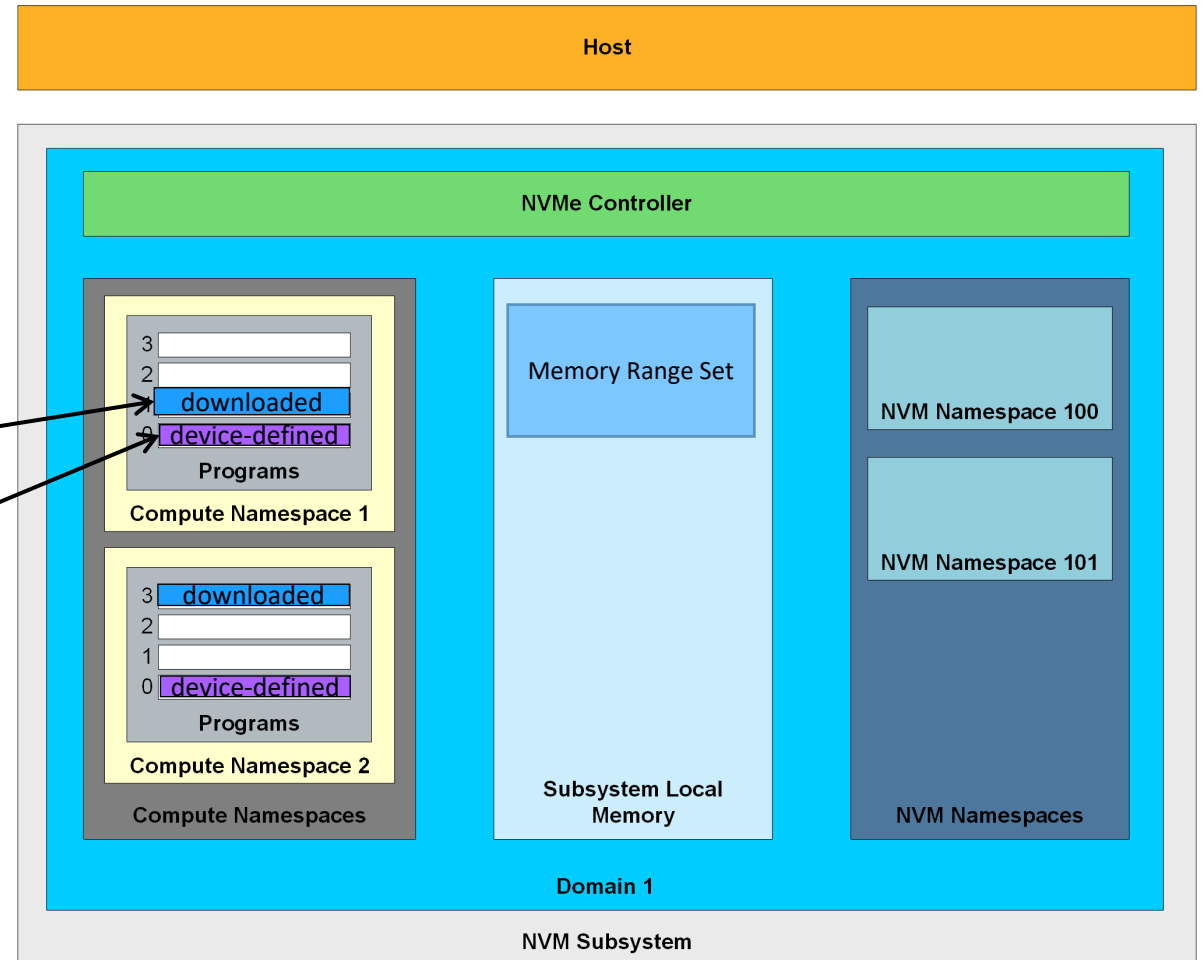 Host
NVMe Controller
3
2
downloaded
device-defined
Programs
Compute Namespace 1
3 downloaded
2
1
0 device-defined
Programs
Compute Namespace 2
Compute Namespaces
Memory Range Set
Subsystem Local
Memory
NVM Namespace 100
NVM Namespace 101
NVM Namespaces
Domain 1
NVM Subsystem